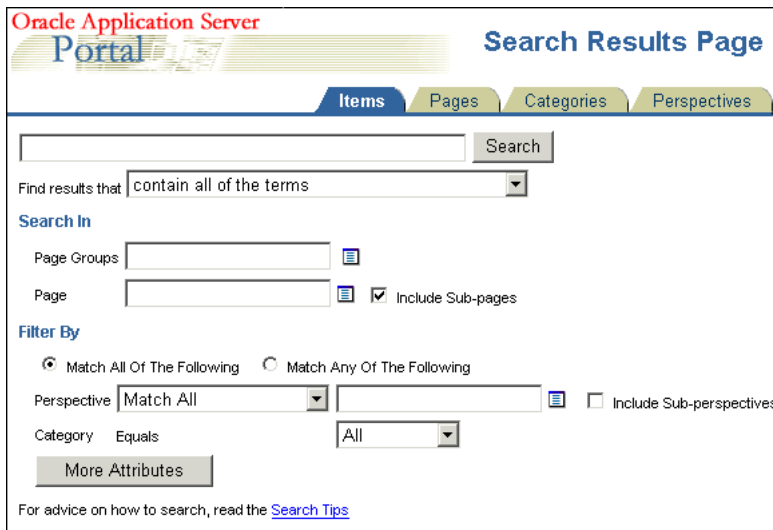 Oracle Application Server
Portal
Search Results Page
Items Pages Categories Perspectives
Search
Find results that contain all of the terms
Search In
Page Groups
Page Include Sub-pages
Filter By
Match All Of The Following Match Any Of The Following
Perspective Match All Include Sub-perspectives
Category Equals All
More Attributes
For advice on how to search, read the Search Tips